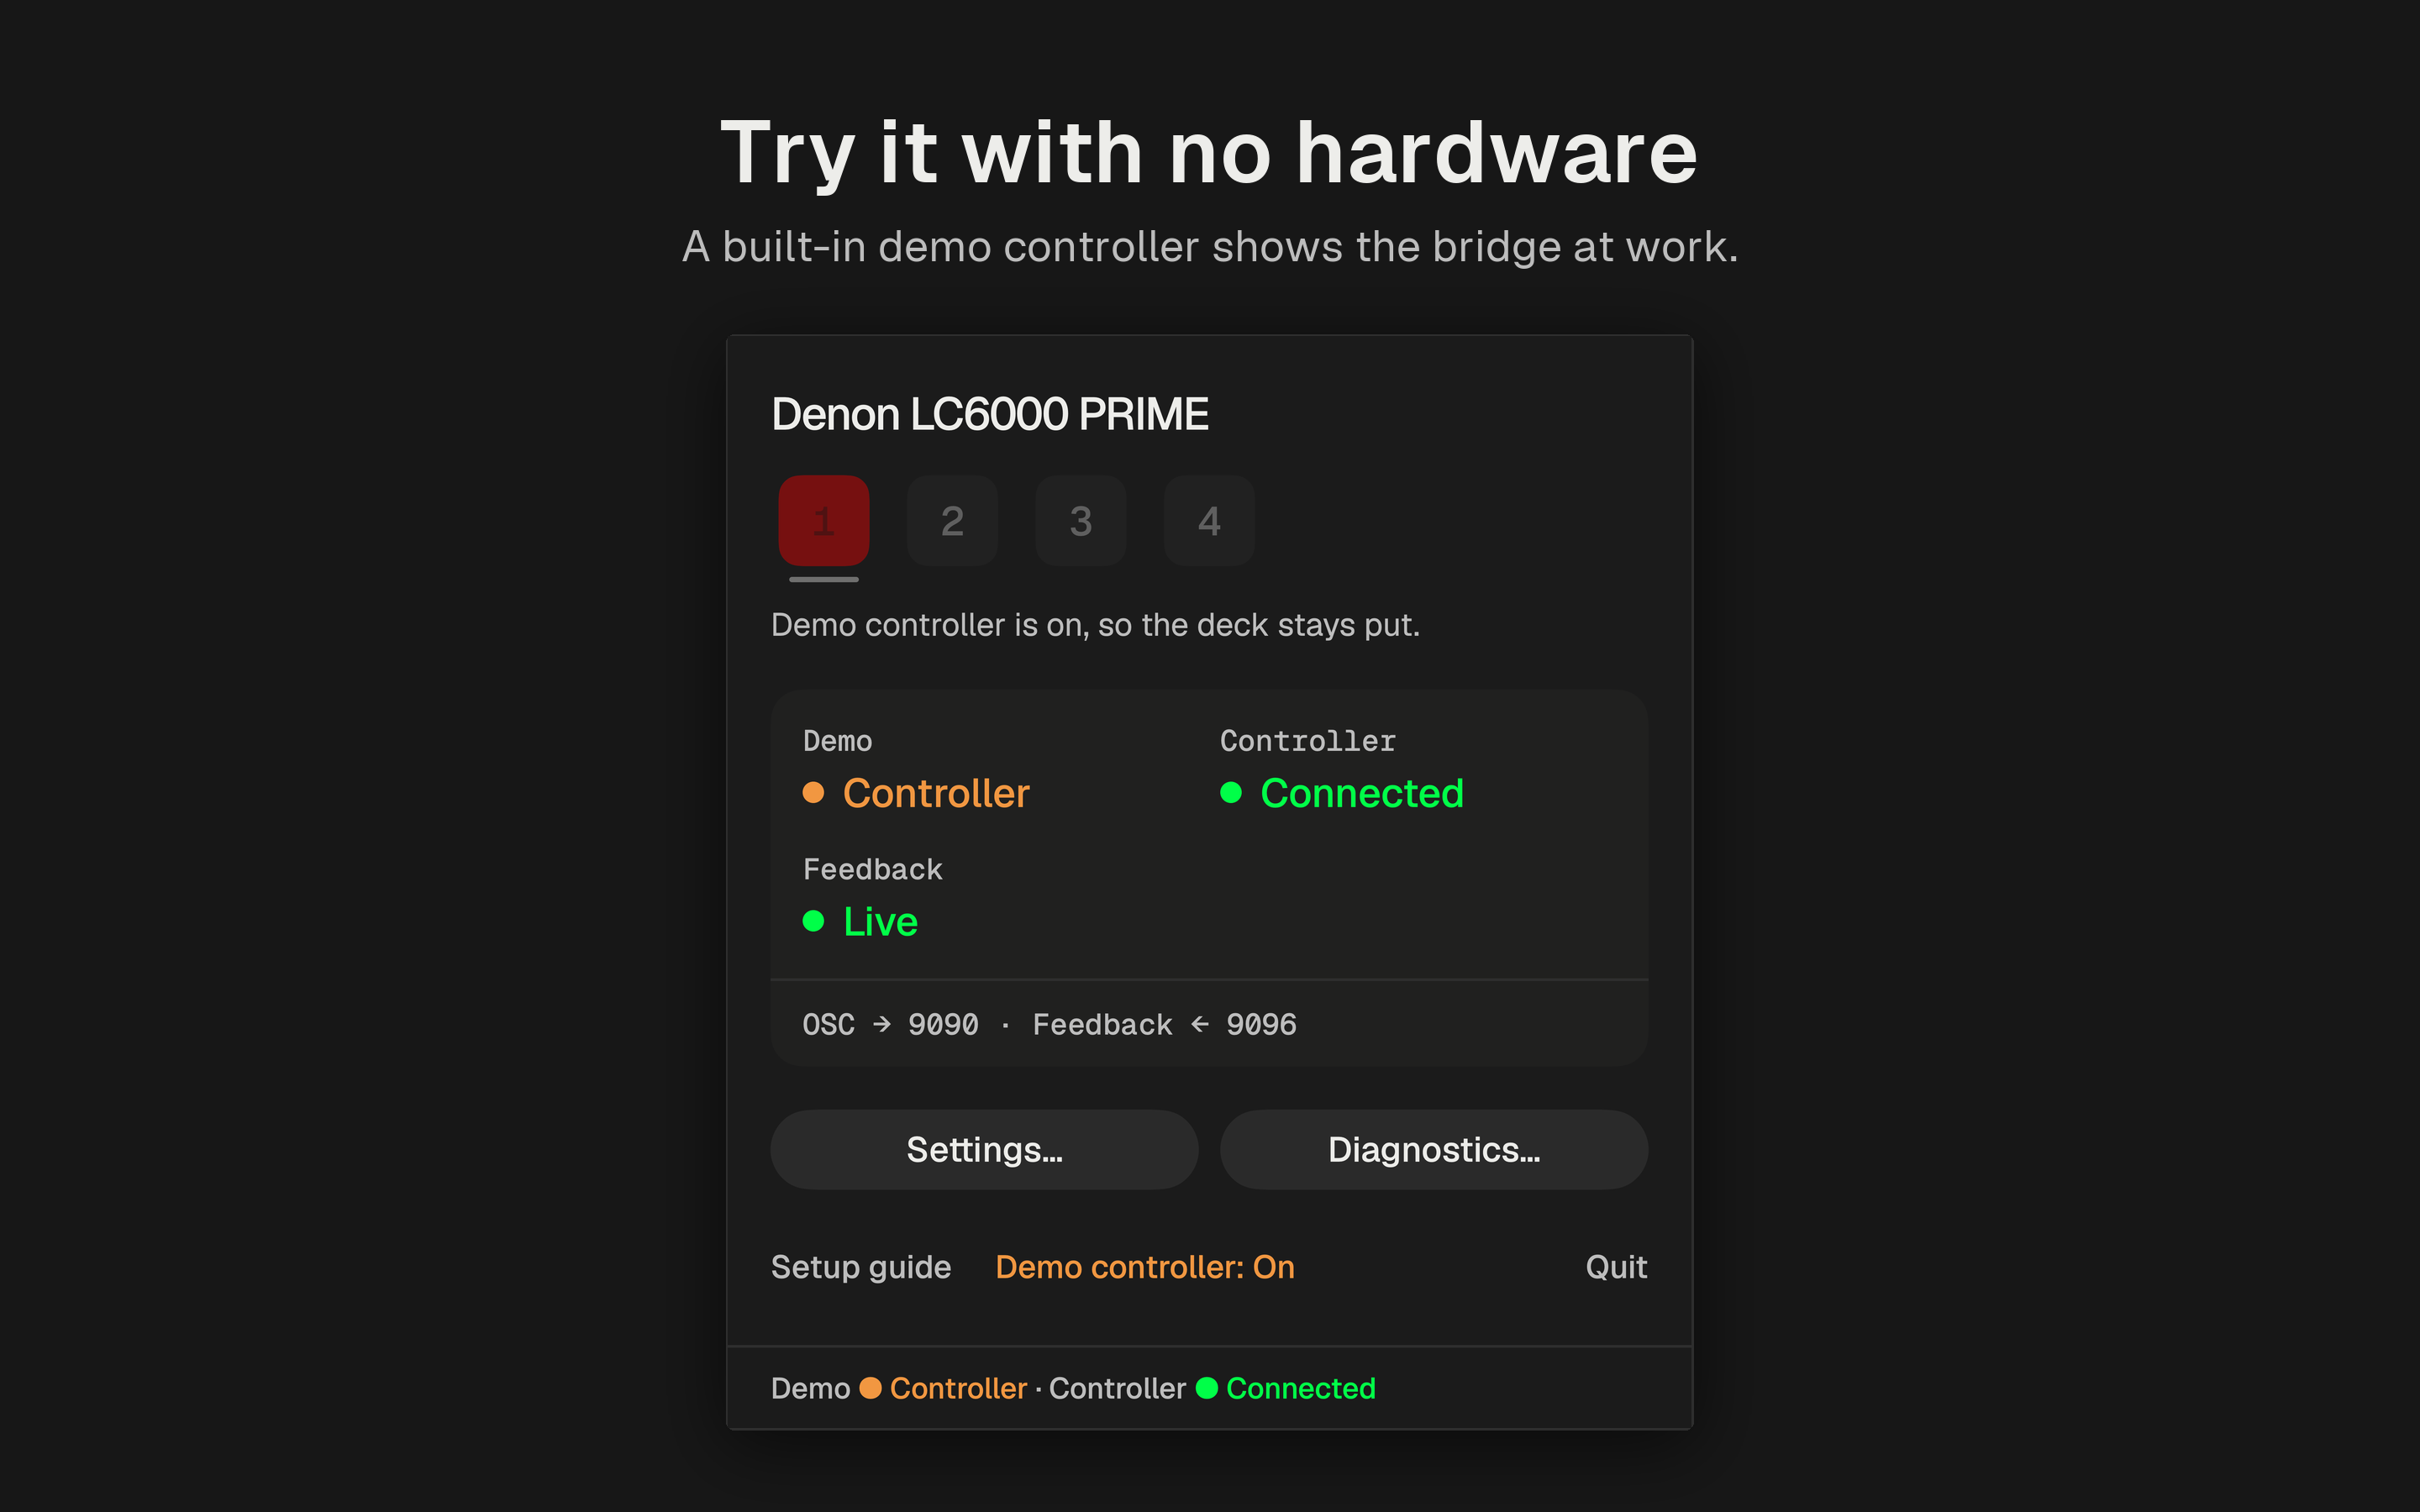 Try it with no hardware
A built-in demo controller shows the bridge at work.
Denon LC6000 PRIME
1 2 3 4
Demo controller is on, so the deck stays put.
Demo Controller
Controller Connected
Feedback
Live
OSC → 9090 · Feedback ← 9096
Settings... Diagnostics...
Setup guide Demo controller: On Quit
Demo Controller · Controller Connected